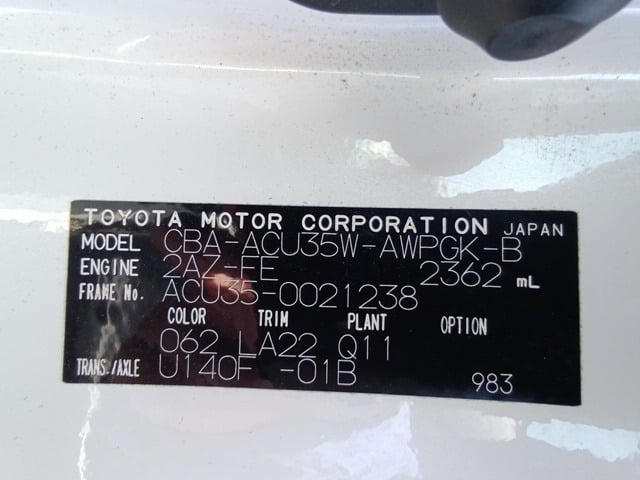 TOYOTA MOTOR CORPORATION JAPAN
MODEL CBA-ACU35W-AWPGK-B
ENGINE 2AZ-FE 2362 mL
FRAME No. ACU35-0021238
COLOR TRIM PLANT OPTION
062 LA22 Q11
TRANS./AXLE U140F -01B 983